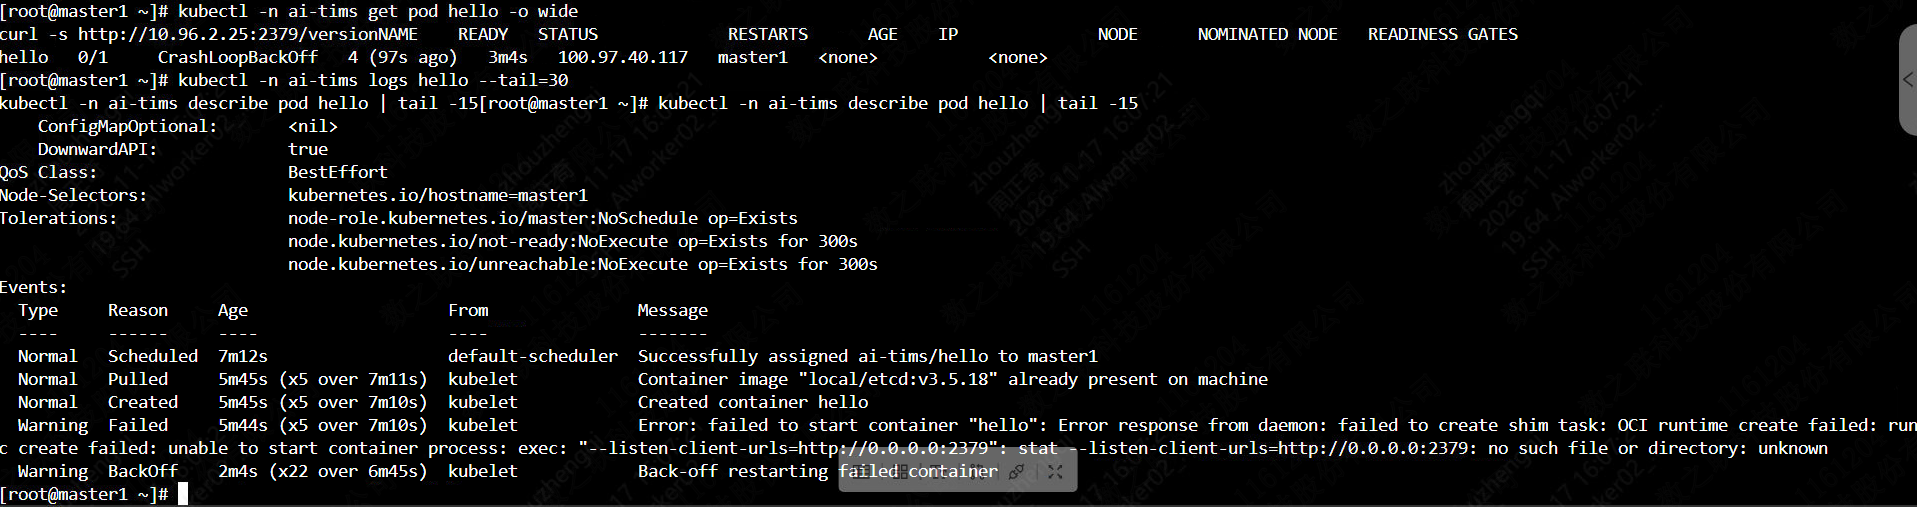 [root@master1 ~]# kubectl -n ai-tims get pod hello -o wide
curl -s http://10.96.2.25:2379/versionNAME    READY   STATUS             RESTARTS      AGE    IP              NODE      NOMINATED NODE   READINESS GATES
hello   0/1     CrashLoopBackOff   4 (97s ago)   3m4s   100.97.40.117   master1   <none>           <none>
[root@master1 ~]# kubectl -n ai-tims logs hello --tail=30
kubectl -n ai-tims describe pod hello | tail -15[root@master1 ~]# kubectl -n ai-tims describe pod hello | tail -15
    ConfigMapOptional:       <nil>
    DownwardAPI:             true
QoS Class:                   BestEffort
Node-Selectors:              kubernetes.io/hostname=master1
Tolerations:                 node-role.kubernetes.io/master:NoSchedule op=Exists
                             node.kubernetes.io/not-ready:NoExecute op=Exists for 300s
                             node.kubernetes.io/unreachable:NoExecute op=Exists for 300s
Events:
  Type     Reason     Age                    From               Message
  ----     ------     ----                   ----               -------
  Normal   Scheduled  7m12s                  default-scheduler  Successfully assigned ai-tims/hello to master1
  Normal   Pulled     5m45s (x5 over 7m11s)  kubelet            Container image "local/etcd:v3.5.18" already present on machine
  Normal   Created    5m45s (x5 over 7m10s)  kubelet            Created container hello
  Warning  Failed     5m44s (x5 over 7m10s)  kubelet            Error: failed to start container "hello": Error response from daemon: failed to create shim task: OCI runtime create failed: run
c create failed: unable to start container process: exec: "--listen-client-urls=http://0.0.0.0:2379": stat --listen-client-urls=http://0.0.0.0:2379: no such file or directory: unknown
  Warning  BackOff    2m4s (x22 over 6m45s)  kubelet            Back-off restarting failed container
[root@master1 ~]#